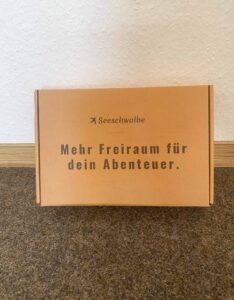 Seeschwalbe
Mehr Freiraum für
dein Abenteuer.